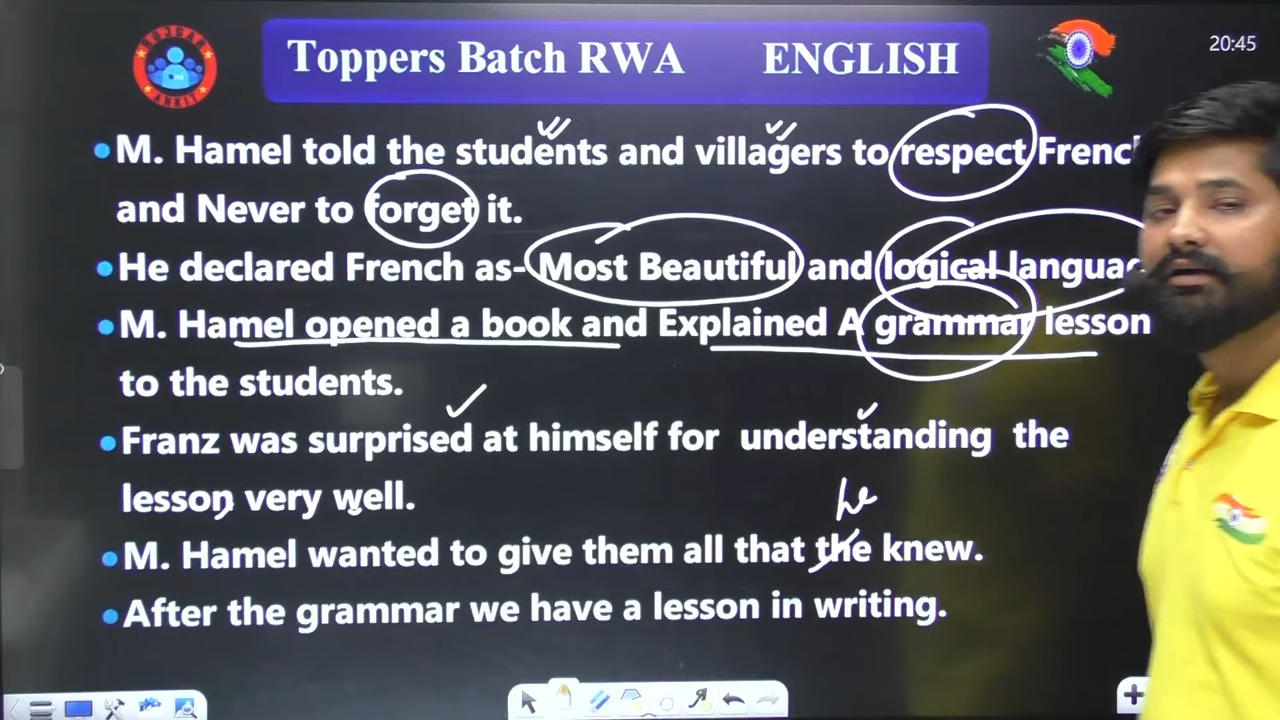 Toppers Batch RWA ENGLISH
20:45
ROJGAR
ANKIT
M. Hamel told the students and villagers to respect French
and Never to forget it.
He declared French as- Most Beautiful and logical
M. Hamel opened a book and Explained A grammar lesson
to the students.
Franz was surprised at himself for understanding the
lesson very well.
he
M. Hamel wanted to give them all that the knew.
After the grammar we have a lesson in writing.